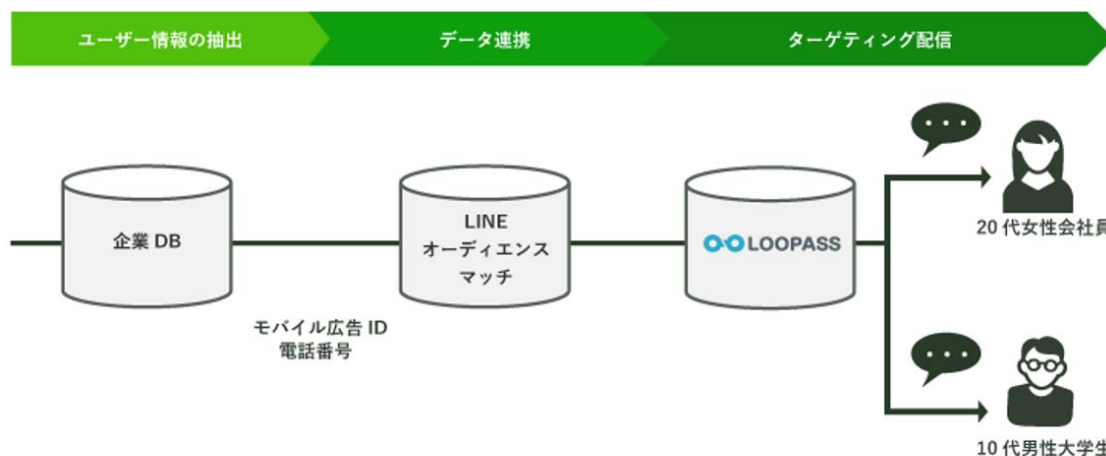 ユーザー情報の抽出
データ連携
ターゲティング配信
企業 DB
LINE
オーディエンス
マッチ
LOOPASS
モバイル広告 ID
電話番号
20 代女性会社員
10 代男性大学生